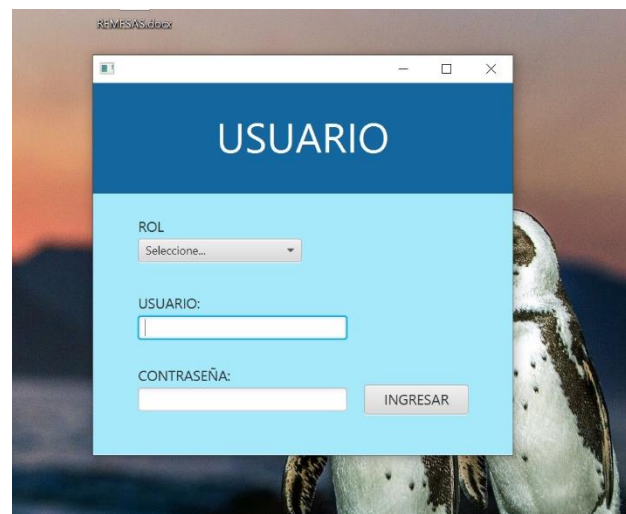 REMESAS.docx
USUARIO
ROL
Seleccione...
USUARIO:
CONTRASEÑA:
INGRESAR